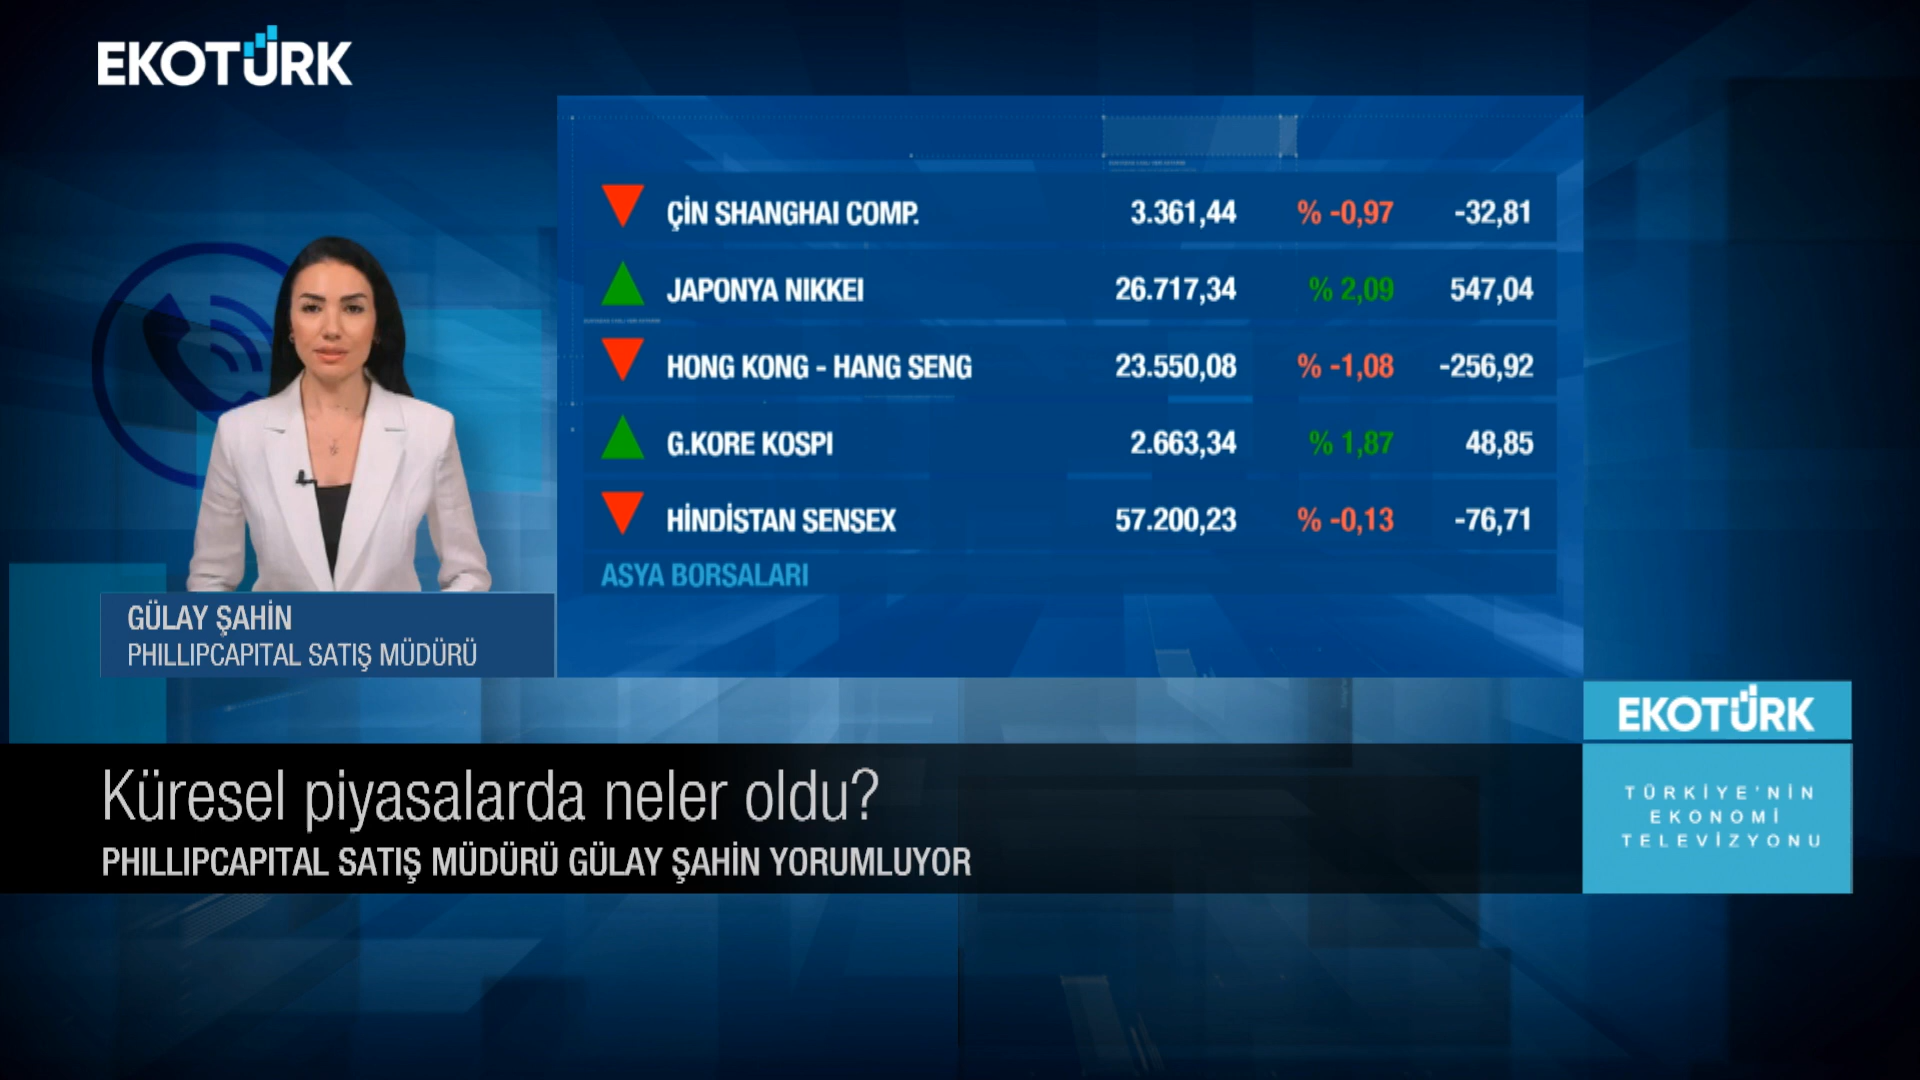 EKOTÜRK
ÇİN SHANGHAI COMP. 3.361,44 % -0,97 -32,81
JAPONYA NIKKEI 26.717,34 % 2,09 547,04
HONG KONG - HANG SENG 23.550,08 % -1,08 -256,92
G.KORE KOSPI 2.663,34 % 1,87 48,85
HİNDİSTAN SENSEX 57.200,23 % -0,13 -76,71
ASYA BORSALARI
GÜLAY ŞAHİN
PHILLIPCAPITAL SATIŞ MÜDÜRÜ
EKOTÜRK
Küresel piyasalarda neler oldu?
PHILLIPCAPITAL SATIŞ MÜDÜRÜ GÜLAY ŞAHİN YORUMLUYOR
TÜRKİYE'NİN
EKONOMİ
TELEVİZYONU